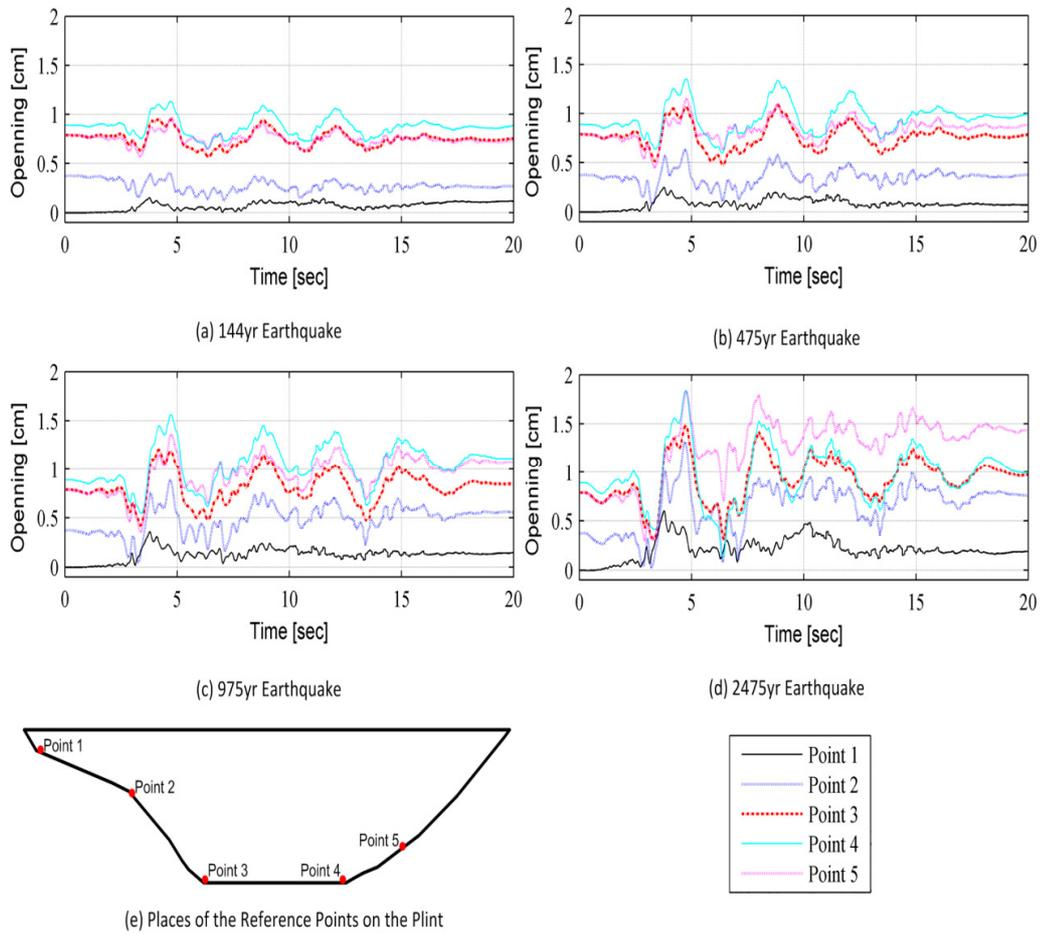 2
1.5
1
0.5
0
Openning [cm]
0 5 10 15 20
Time [sec]
(a) 144yr Earthquake
2
1.5
1
0.5
0
Openning [cm]
0 5 10 15 20
Time [sec]
(b) 475yr Earthquake
2
1.5
1
0.5
0
Openning [cm]
0 5 10 15 20
Time [sec]
(c) 975yr Earthquake
2
1.5
1
0.5
0
Openning [cm]
0 5 10 15 20
Time [sec]
(d) 2475yr Earthquake
Point 1
Point 2
Point 5
Point 3 Point 4
(e) Places of the Reference Points on the Plint
Point 1
Point 2
Point 3
Point 4
Point 5